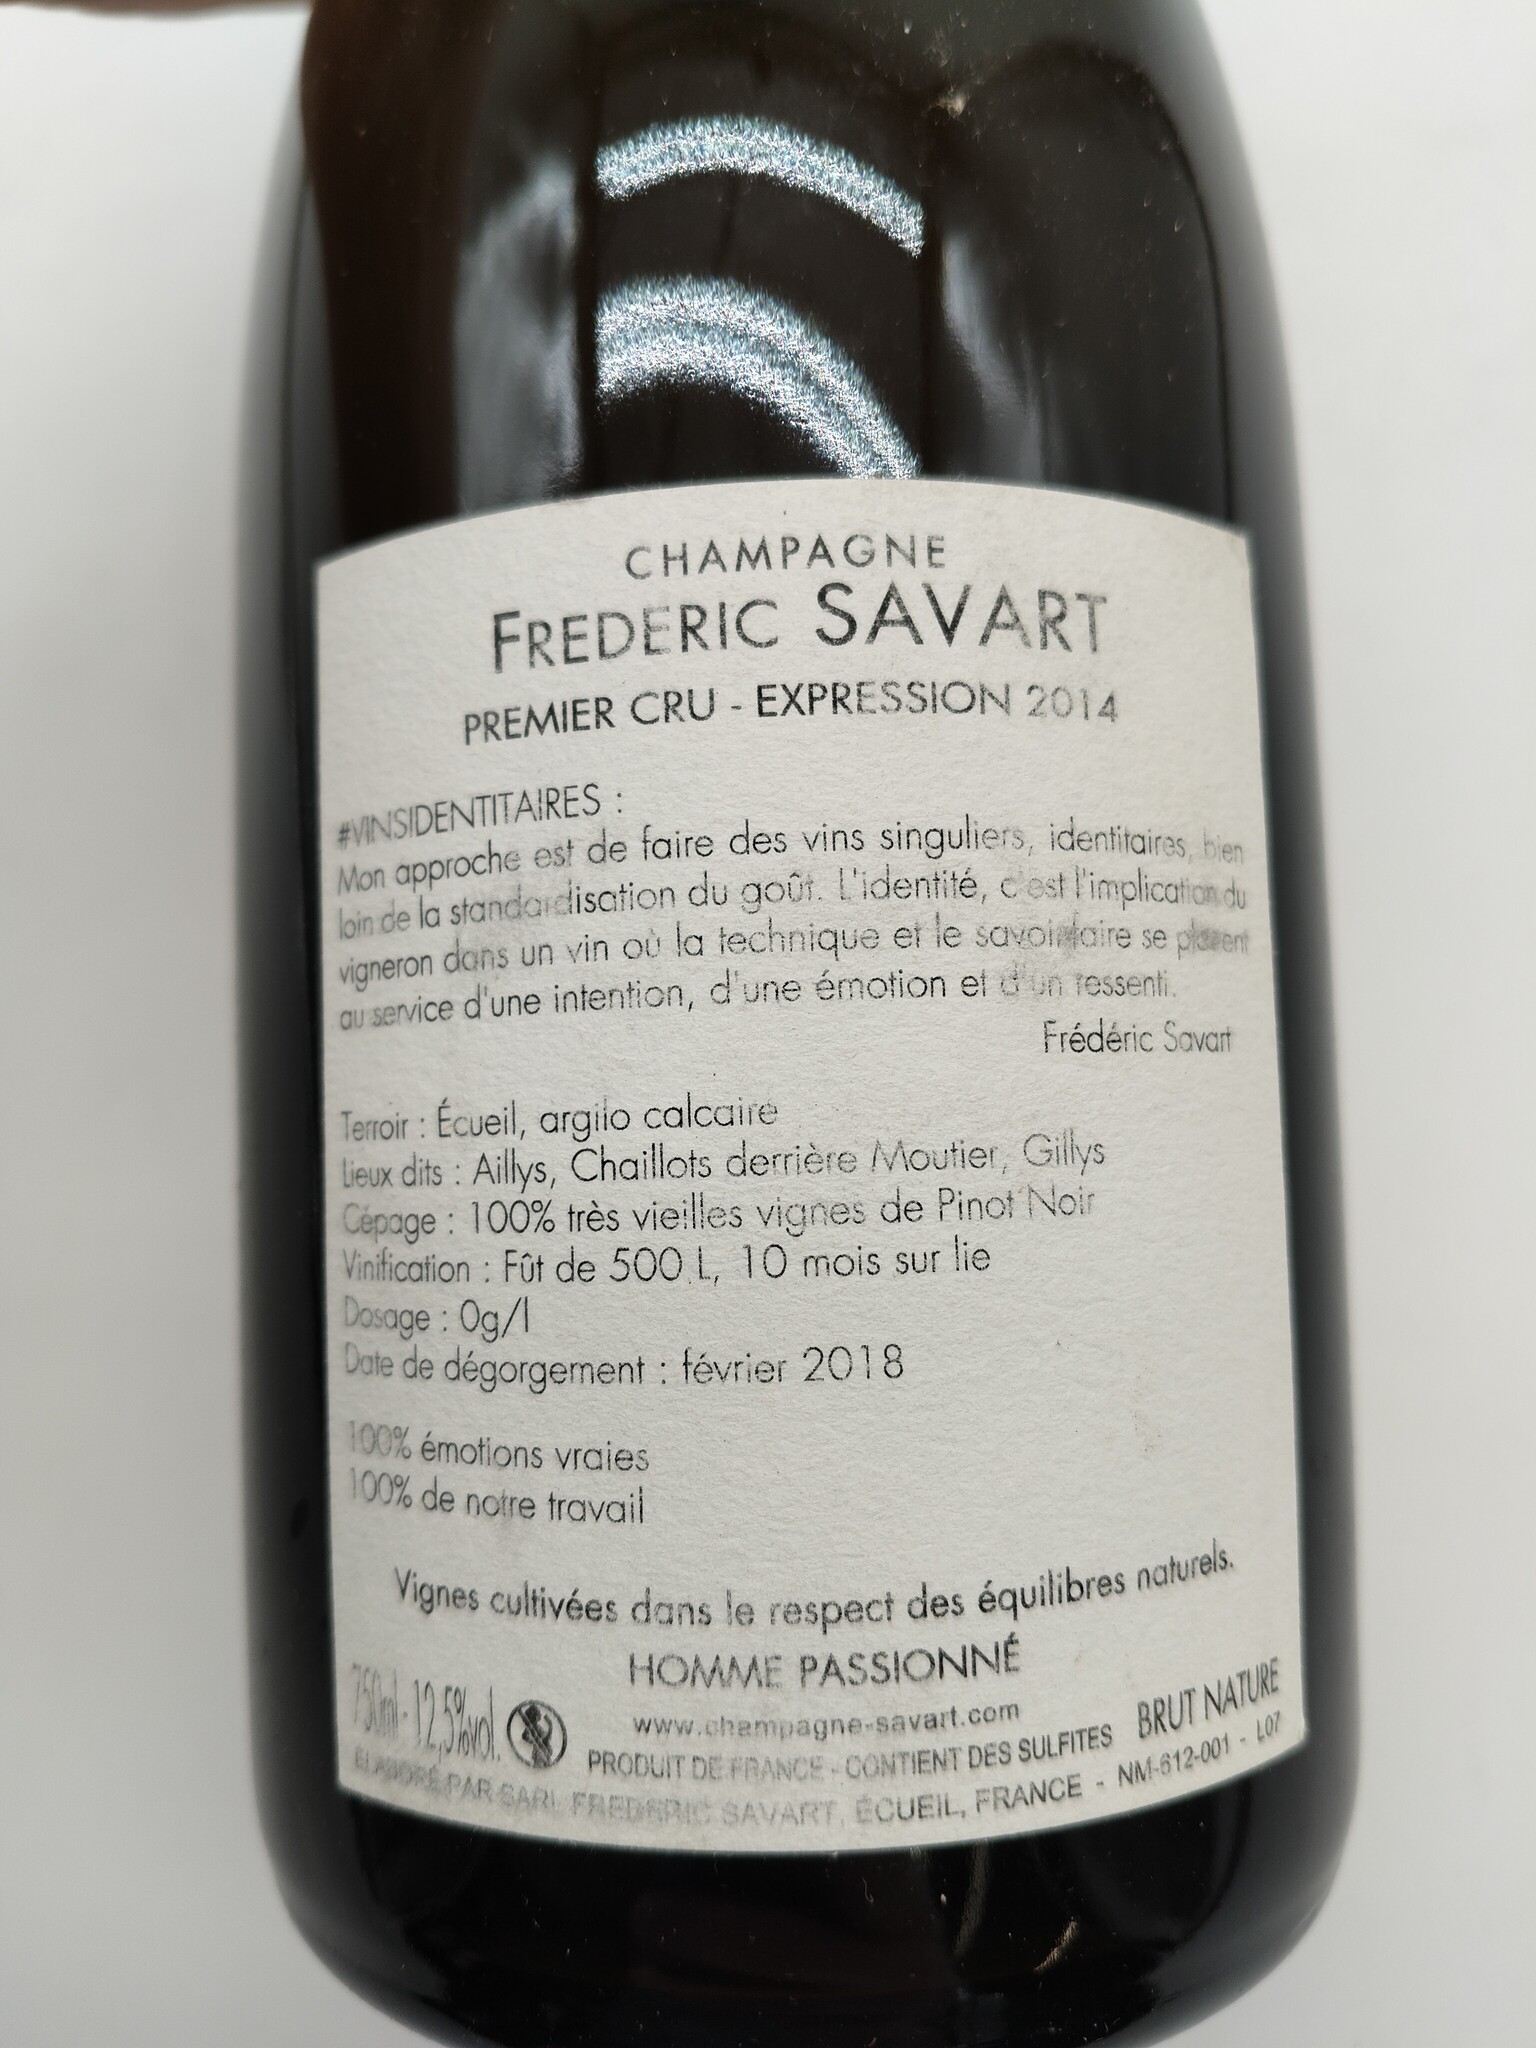 CHAMPAGNE
FREDERIC SAVART
PREMIER CRU - EXPRESSION 2014
#VINSIDENTITAIRES :
Mon approche est de faire des vins singuliers, identitaires, bien
loin de la standardisation du goût. L'identité, c'est l'implication du
vigneron dans un vin où la technique et le savoir-faire se placent
au service d'une intention, d'une émotion et d'un ressenti.
Frédéric Savart
Terroir : Écueil, argilo calcaire
Lieux dits : Aillys, Chaillots derrière Moutier, Gillys
Cépage : 100% très vieilles vignes de Pinot Noir
Vinification : Fût de 500 L, 10 mois sur lie
Dosage : 0g/l
Date de dégorgement : février 2018
100% émotions vraies
100% de notre travail
Vignes cultivées dans le respect des équilibres naturels.
HOMME PASSIONNÉ
750ml - 12,5%vol. www.champagne-savart.com BRUT NATURE
PRODUIT DE FRANCE - CONTIENT DES SULFITES
ELABORÉ PAR SARL FREDERIC SAVART, ÉCUEIL, FRANCE - NM-612-001 - L07